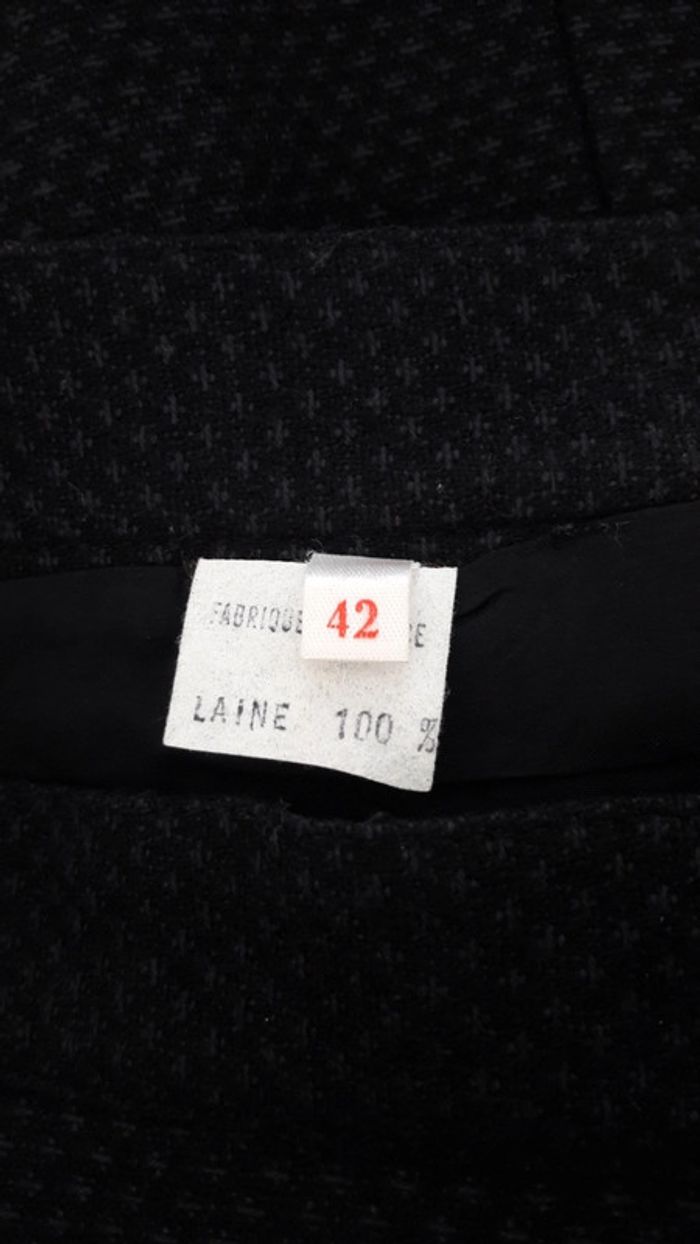 FABRIQUE
42
LAINE 100 %